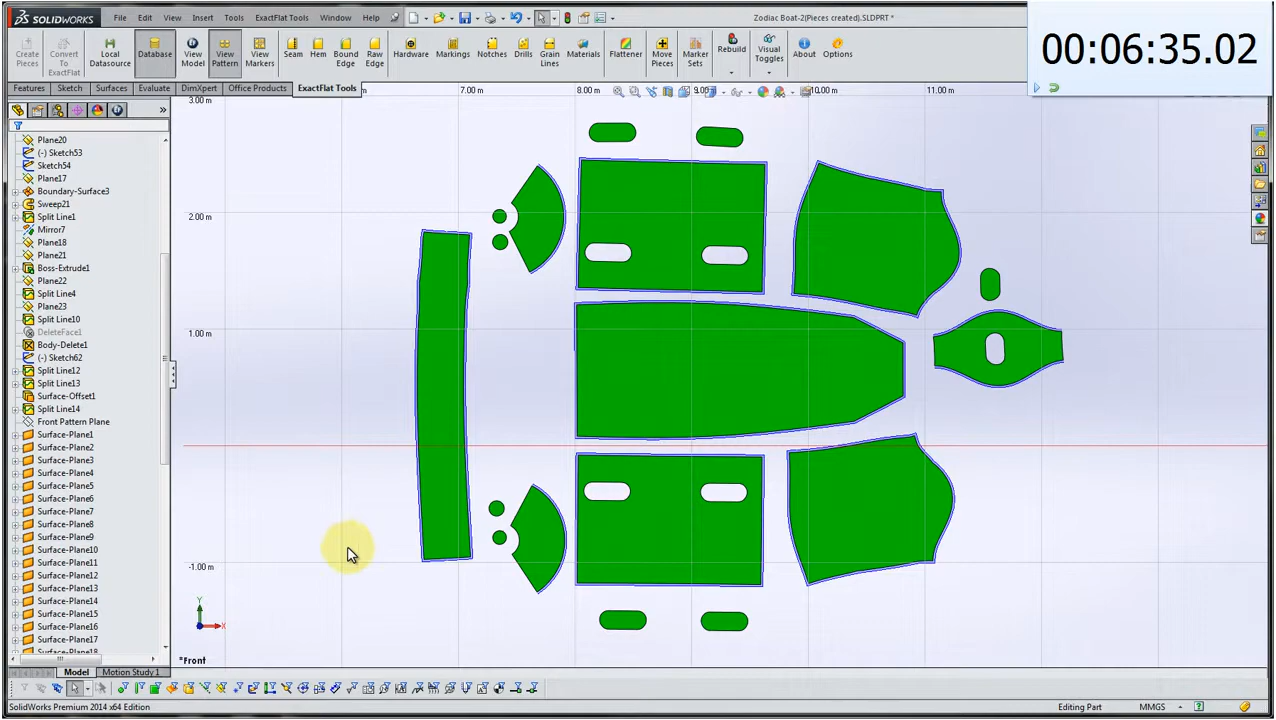 SOLIDWORKS File Edit View Insert Tools ExactFlat Tools Window Help Zodiac Boat-2(Pieces created).SLDPRT *
00:06:35.02
Create Pieces
Convert To ExactFlat
Local Datasource
Database
View Model
View Pattern
View Markers
Seam
Hem
Bound Edge
Raw Edge
Hardware
Markings
Notes
Drills
Grain Lines
Materials
Flattener
Move Pieces
Marker Sets
Rebuild
Visual Toggles
About
Options
Features Sketch Surfaces Evaluate DimXpert Office Products ExactFlat Tools
m 7.00 m 8.00 m 9.00 10.00 m 11.00 m
3.00 m
2.00 m
1.00 m
-1.00 m
Plane20
(-) Sketch53
Sketch54
Plane17
Boundary-Surface3
Sweep21
Split Line1
Mirror7
Plane18
Plane21
Boss-Extrude1
Plane22
Split Line4
Plane23
Split Line10
DeleteFace1
Body-Delete1
(-) Sketch62
Split Line12
Split Line13
Surface-Offset1
Split Line14
Front Pattern Plane
Surface-Plane1
Surface-Plane2
Surface-Plane3
Surface-Plane4
Surface-Plane5
Surface-Plane6
Surface-Plane7
Surface-Plane8
Surface-Plane9
Surface-Plane10
Surface-Plane11
Surface-Plane12
Surface-Plane13
Surface-Plane14
Surface-Plane15
Surface-Plane16
Surface-Plane17
Surface-Plane18
Y
X
*Front
Model Motion Study 1
SolidWorks Premium 2014 x64 Edition Editing Part MMGS